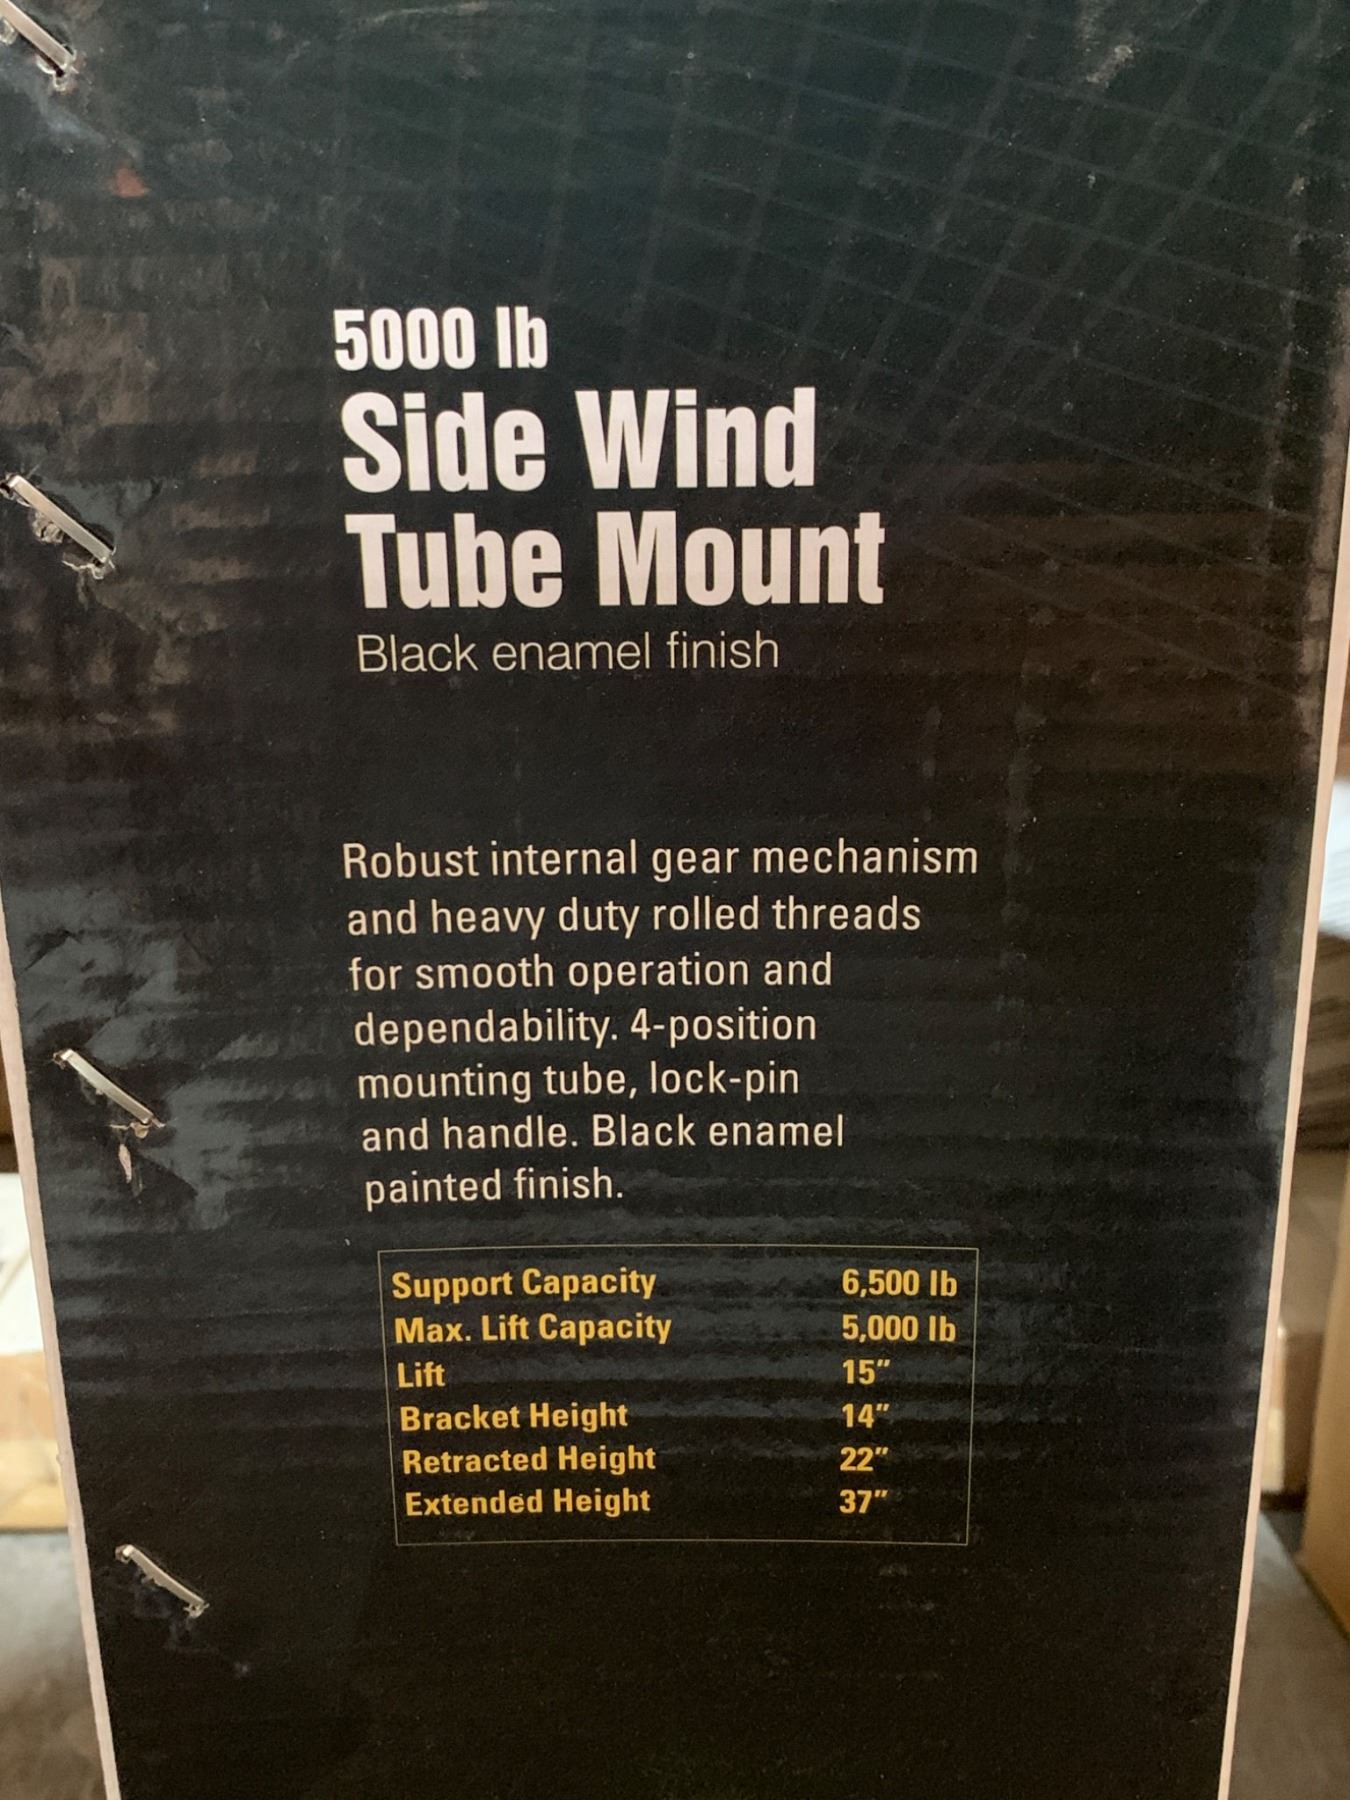 5000 lb
Side Wind
Tube Mount
Black enamel finish
Robust internal gear mechanism
and heavy duty rolled threads
for smooth operation and
dependability. 4-position
mounting tube, lock-pin
and handle. Black enamel
painted finish.
Support Capacity 6,500 lb
Max. Lift Capacity 5,000 lb
Lift 15"
Bracket Height 14"
Retracted Height 22"
Extended Height 37"